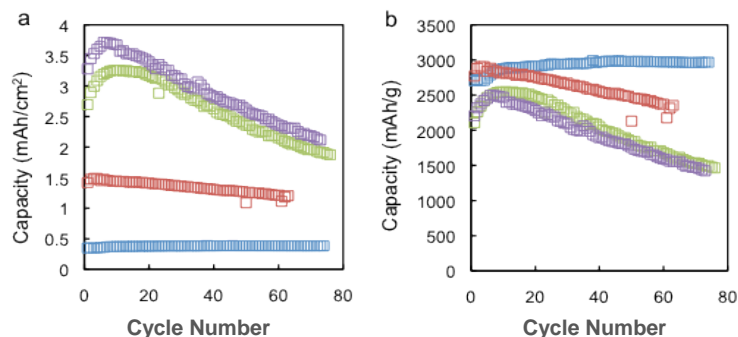 a
4
3.5
3
2.5
2
1.5
1
0.5
0
0 20 40 60 80
Capacity (mAh/cm²)
Cycle Number
b
3500
3000
2500
2000
1500
1000
500
0
0 20 40 60 80
Capacity (mAh/g)
Cycle Number